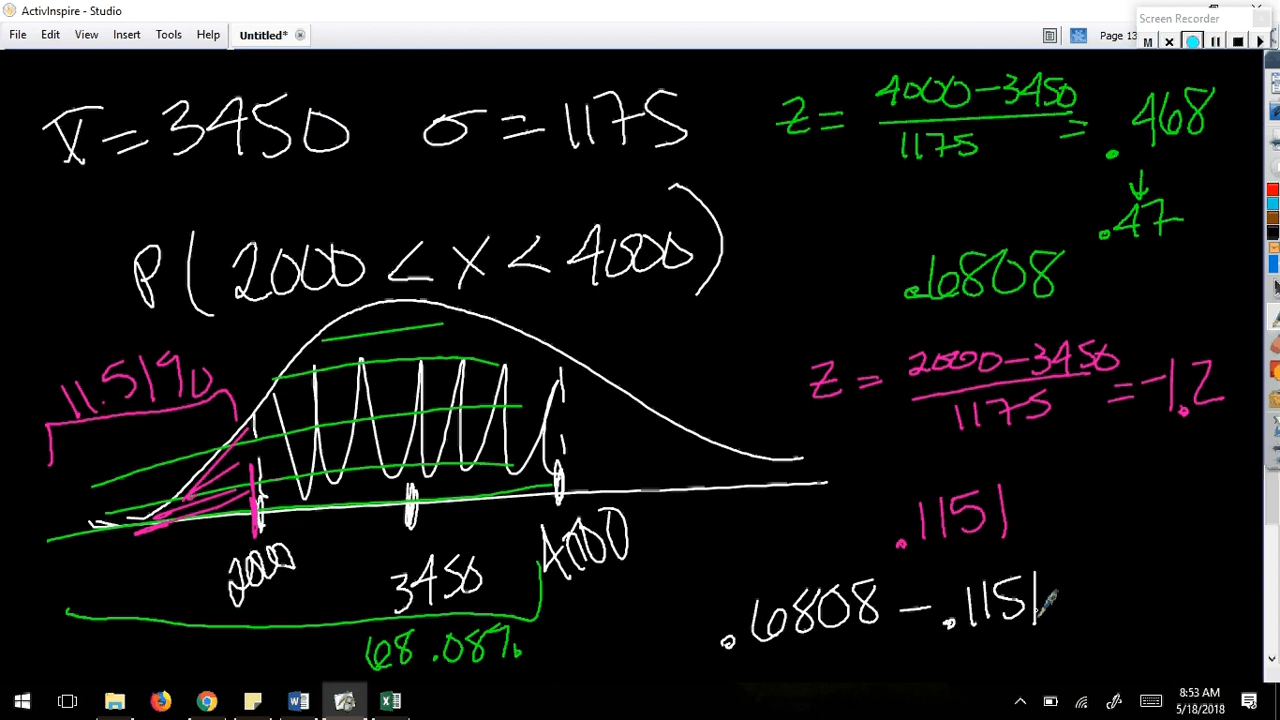 ActivInspire - Studio
File Edit View Insert Tools Help Untitled* Page 13
Screen Recorder
M
X̄ = 3450 σ = 1175
P(2000 < x < 4000)
11.51%
2000 3450 4000
68.08%
z = 4000 - 3450 / 1175 = .468
.47
.6808
z = 2000 - 3450 / 1175 = -1.2
.1151
.6808 - .1151
8:53 AM
5/18/2018